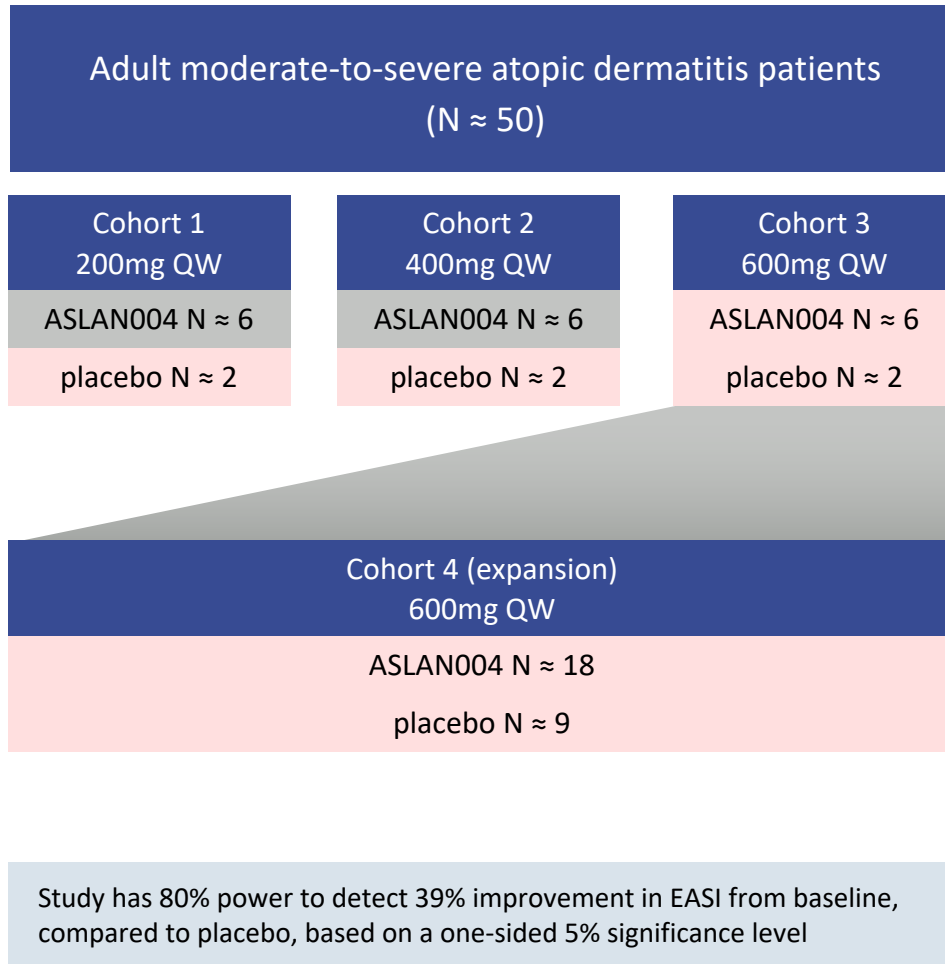 Adult moderate-to-severe atopic dermatitis patients
(N ≈ 50)
Cohort 1
200mg QW
ASLAN004 N ≈ 6
placebo N ≈ 2
Cohort 2
400mg QW
ASLAN004 N ≈ 6
placebo N ≈ 2
Cohort 3
600mg QW
ASLAN004 N ≈ 6
placebo N ≈ 2
Cohort 4 (expansion)
600mg QW
ASLAN004 N ≈ 18
placebo N ≈ 9
Study has 80% power to detect 39% improvement in EASI from baseline,
compared to placebo, based on a one-sided 5% significance level